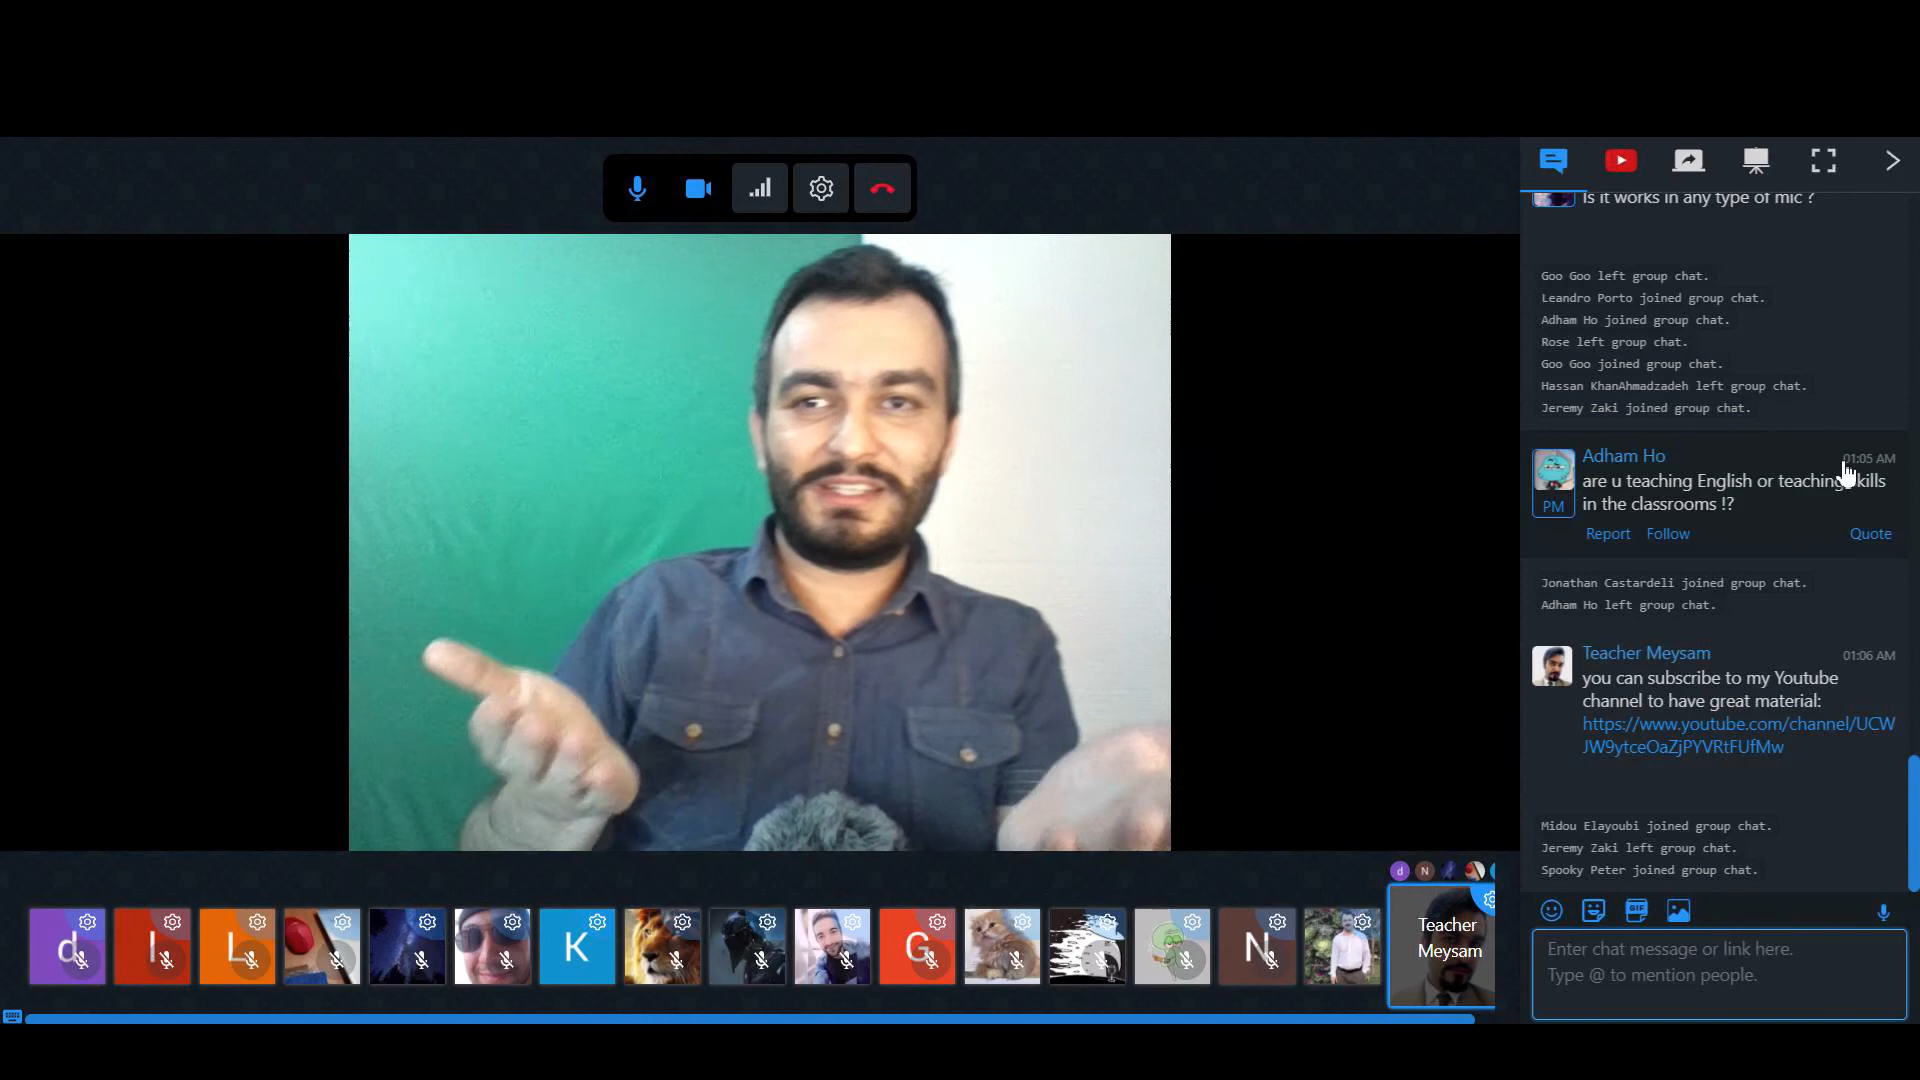 Is it works in any type of mic ?
Goo Goo left group chat.
Leandro Porto joined group chat.
Adham Ho joined group chat.
Rose left group chat.
Goo Goo joined group chat.
Hassan KhanAhmadzadeh left group chat.
Jeremy Zaki joined group chat.
Adham Ho 01:05 AM
are u teaching English or teaching kills
PM in the classrooms !?
Report Follow Quote
Jonathan Castardeli joined group chat.
Adham Ho left group chat.
Teacher Meysam 01:06 AM
you can subscribe to my Youtube
channel to have great material:
https://www.youtube.com/channel/UCW
JW9ytceOaZjPYVRtFUfMw
Midou Elayoubi joined group chat.
Jeremy Zaki left group chat.
Spooky Peter joined group chat.
GIF
Enter chat message or link here.
Type @ to mention people.
d N
d I L K G N
Teacher
Meysam